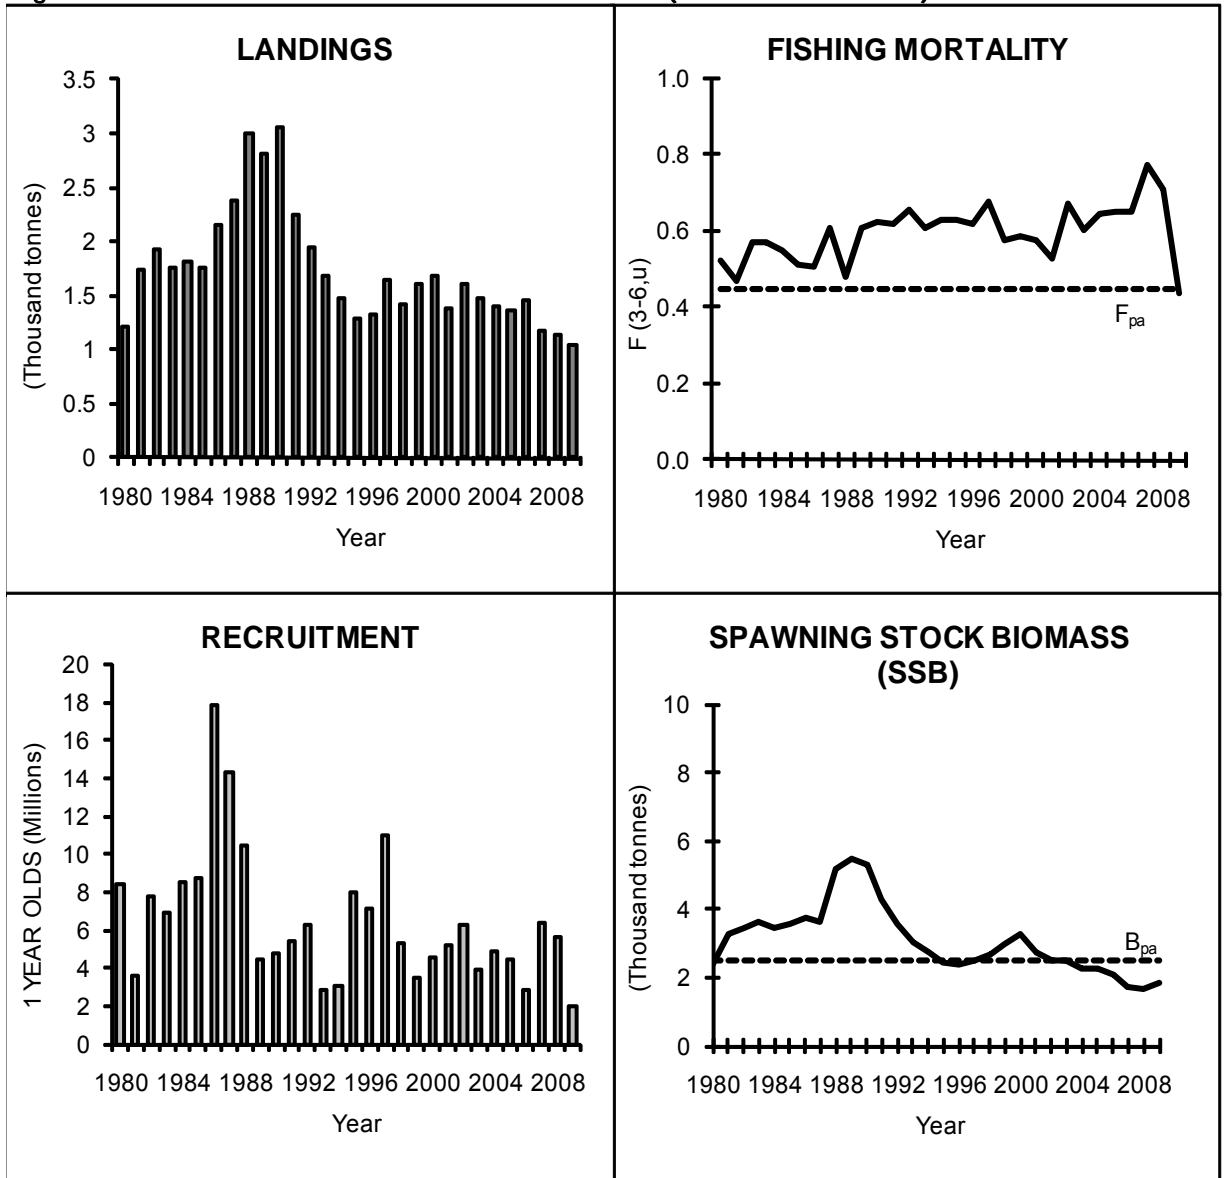 LANDINGS
3.5
3
2.5
2
1.5
1
0.5
0
(Thousand tonnes)
1980 1984 1988 1992 1996 2000 2004 2008
Year
FISHING MORTALITY
1.0
0.8
0.6
0.4
0.2
0.0
F (3-6,u)
Fpa
1980 1984 1988 1992 1996 2000 2004 2008
Year
RECRUITMENT
20
18
16
14
12
10
8
6
4
2
0
1 YEAR OLDS (Millions)
1980 1984 1988 1992 1996 2000 2004 2008
Year
SPAWNING STOCK BIOMASS
(SSB)
10
8
6
4
2
0
(Thousand tonnes)
Bpa
1980 1984 1988 1992 1996 2000 2004 2008
Year